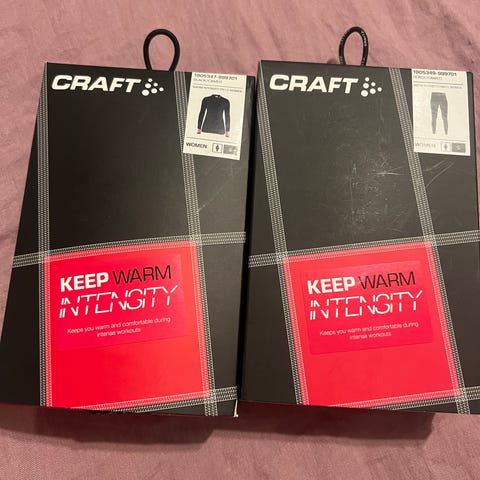 CRAFT
1905347-999701
WOMEN
KEEP WARM
INTENSITY
Keeps you warm and comfortable during
intense workouts
CRAFT
1905349-999701
WOMEN
KEEP WARM
INTENSITY
Keeps you warm and comfortable during
intense workouts